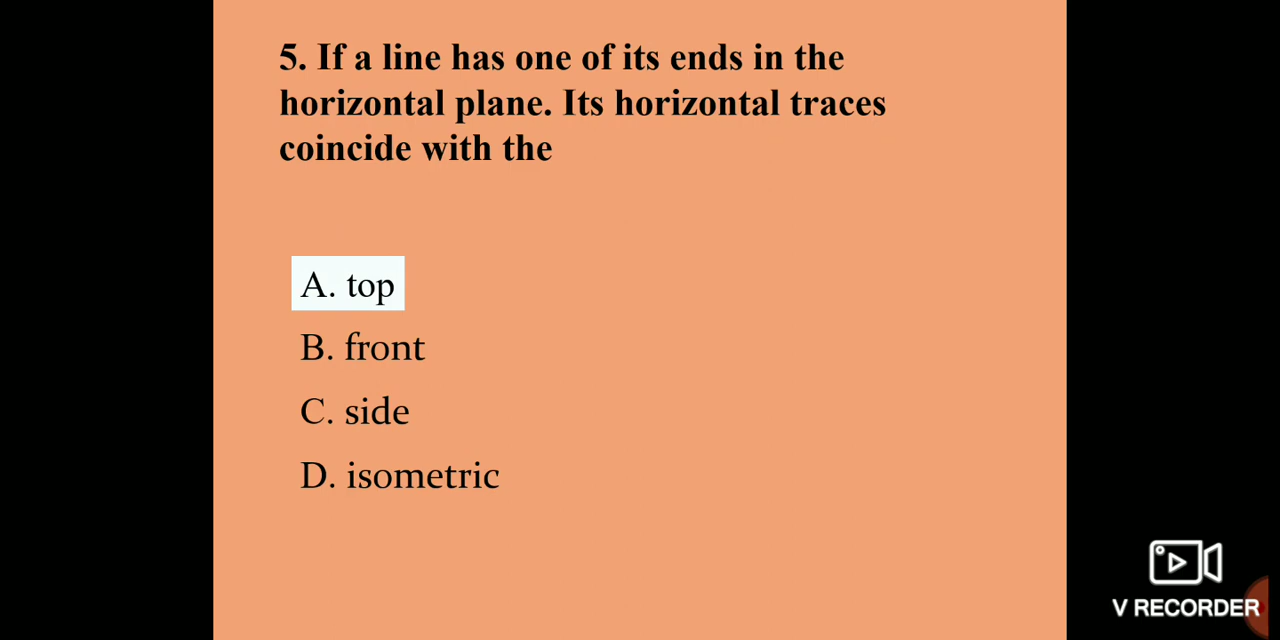 5. If a line has one of its ends in the
horizontal plane. Its horizontal traces
coincide with the
A. top
B. front
C. side
D. isometric
V RECORDER